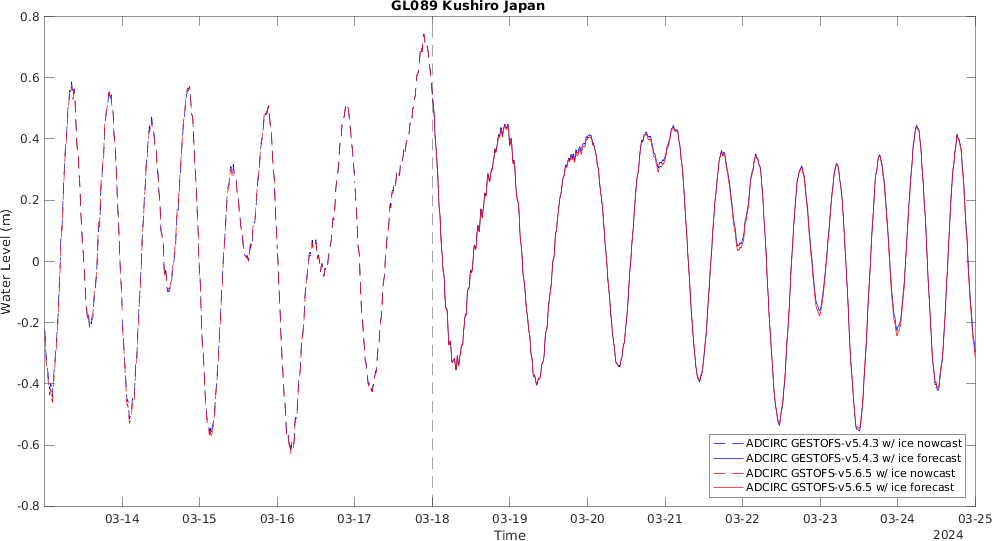 GL089 Kushiro Japan
0.8
0.6
0.4
0.2
0
-0.2
-0.4
-0.6
-0.8
Water Level (m)
ADCIRC GESTOFS-v5.4.3 w/ ice nowcast
ADCIRC GESTOFS-v5.4.3 w/ ice forecast
ADCIRC GSTOFS-v5.6.5 w/ ice nowcast
ADCIRC GSTOFS-v5.6.5 w/ ice forecast
03-14 03-15 03-16 03-17 03-18 03-19 03-20 03-21 03-22 03-23 03-24 03-25
Time
2024